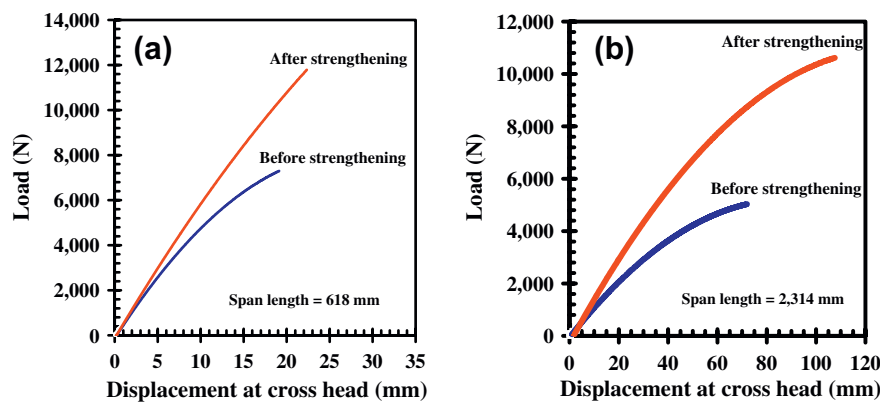 (a)
14,000
12,000
10,000
8,000
6,000
4,000
2,000
0
Load (N)
After strengthening
Before strengthening
Span length = 618 mm
0 5 10 15 20 25 30 35
Displacement at cross head (mm)
(b)
12,000
10,000
8,000
6,000
4,000
2,000
0
Load (N)
After strengthening
Before strengthening
Span length = 2,314 mm
0 20 40 60 80 100 120
Displacement at cross head (mm)